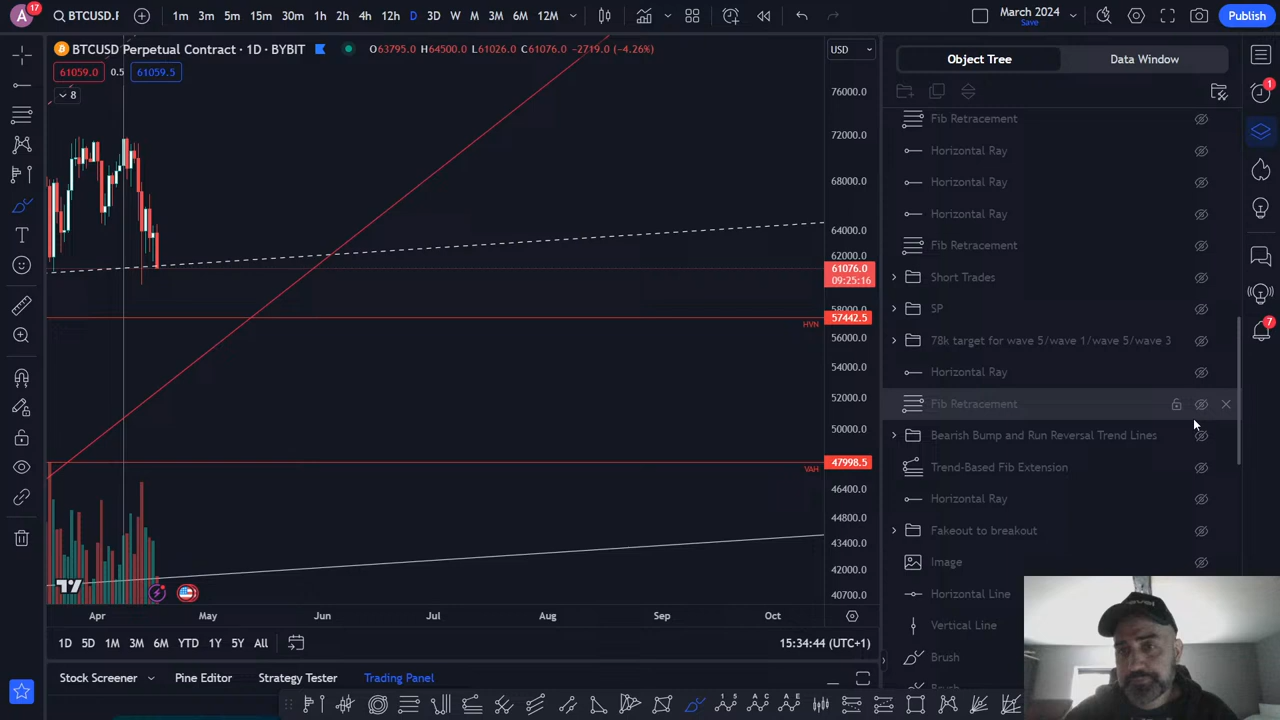 A 17 BTCUSD.F 1m 3m 5m 15m 30m 1h 2h 4h 12h D 3D W M 3M 6M 12M March 2024 Save Publish
BTCUSD Perpetual Contract · 1D · BYBIT O63795.0 H64500.0 L61026.0 C61076.0 −2719.0 (−4.26%) USD
61059.0 0.5 61059.5
8
76000.0
72000.0
68000.0
64000.0
62000.0
61076.0
09:25:16
58000.0
57442.5
HVN
56000.0
54000.0
52000.0
50000.0
47998.5
VAH
46400.0
44800.0
43400.0
42000.0
40700.0
Apr May Jun Jul Aug Sep Oct
1D 5D 1M 3M 6M YTD 1Y 5Y All 15:34:44 (UTC+1)
Stock Screener Pine Editor Strategy Tester Trading Panel
Object Tree Data Window
Fib Retracement
Horizontal Ray
Horizontal Ray
Horizontal Ray
Fib Retracement
Short Trades
SP
78k target for wave 5/wave 1/wave 5/wave 3
Horizontal Ray
Fib Retracement
Bearish Bump and Run Reversal Trend Lines
Trend-Based Fib Extension
Horizontal Ray
Fakeout to breakout
Image
Horizontal Line
Vertical Line
Brush
1
7